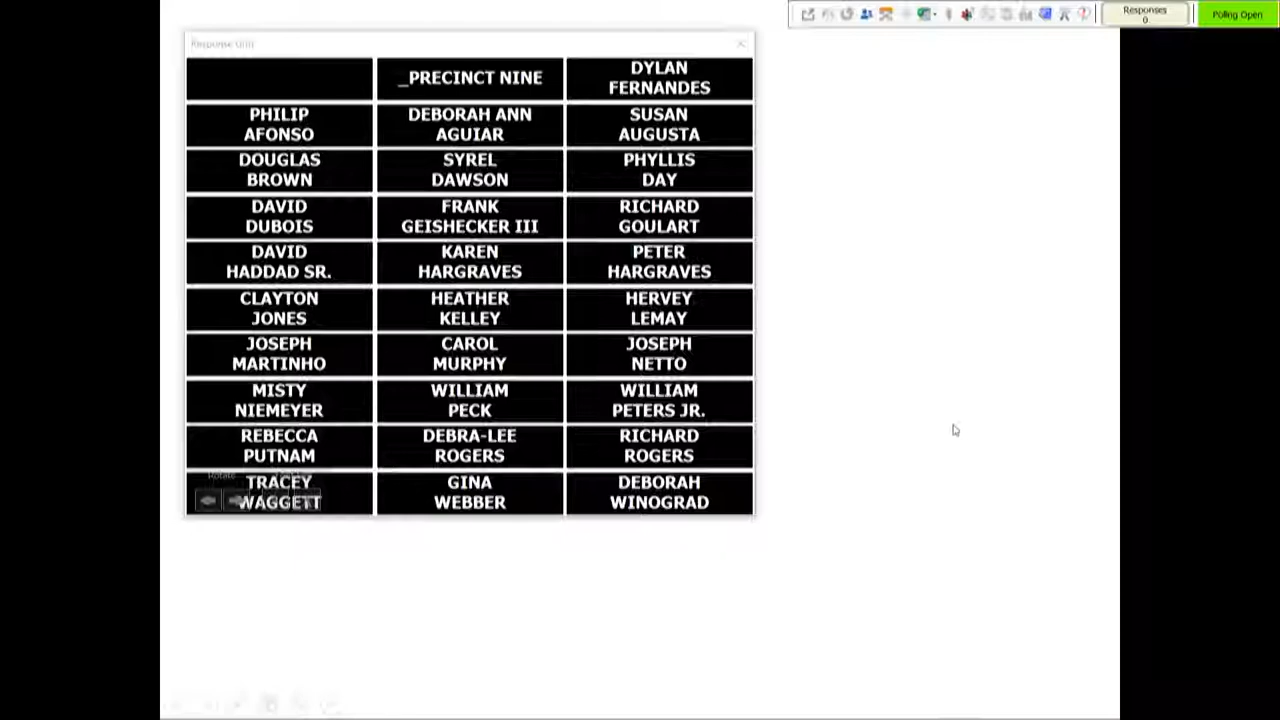 Responses
0
Polling Open
Response Grid
_PRECINCT NINE
DYLAN
FERNANDES
PHILIP
AFONSO
DEBORAH ANN
AGUIAR
SUSAN
AUGUSTA
DOUGLAS
BROWN
SYREL
DAWSON
PHYLLIS
DAY
DAVID
DUBOIS
FRANK
GEISHECKER III
RICHARD
GOULART
DAVID
HADDAD SR.
KAREN
HARGRAVES
PETER
HARGRAVES
CLAYTON
JONES
HEATHER
KELLEY
HERVEY
LEMAY
JOSEPH
MARTINHO
CAROL
MURPHY
JOSEPH
NETTO
MISTY
NIEMEYER
WILLIAM
PECK
WILLIAM
PETERS JR.
REBECCA
PUTNAM
DEBRA-LEE
ROGERS
RICHARD
ROGERS
Rotate
TRACEY
WAGGETT
GINA
WEBBER
DEBORAH
WINOGRAD